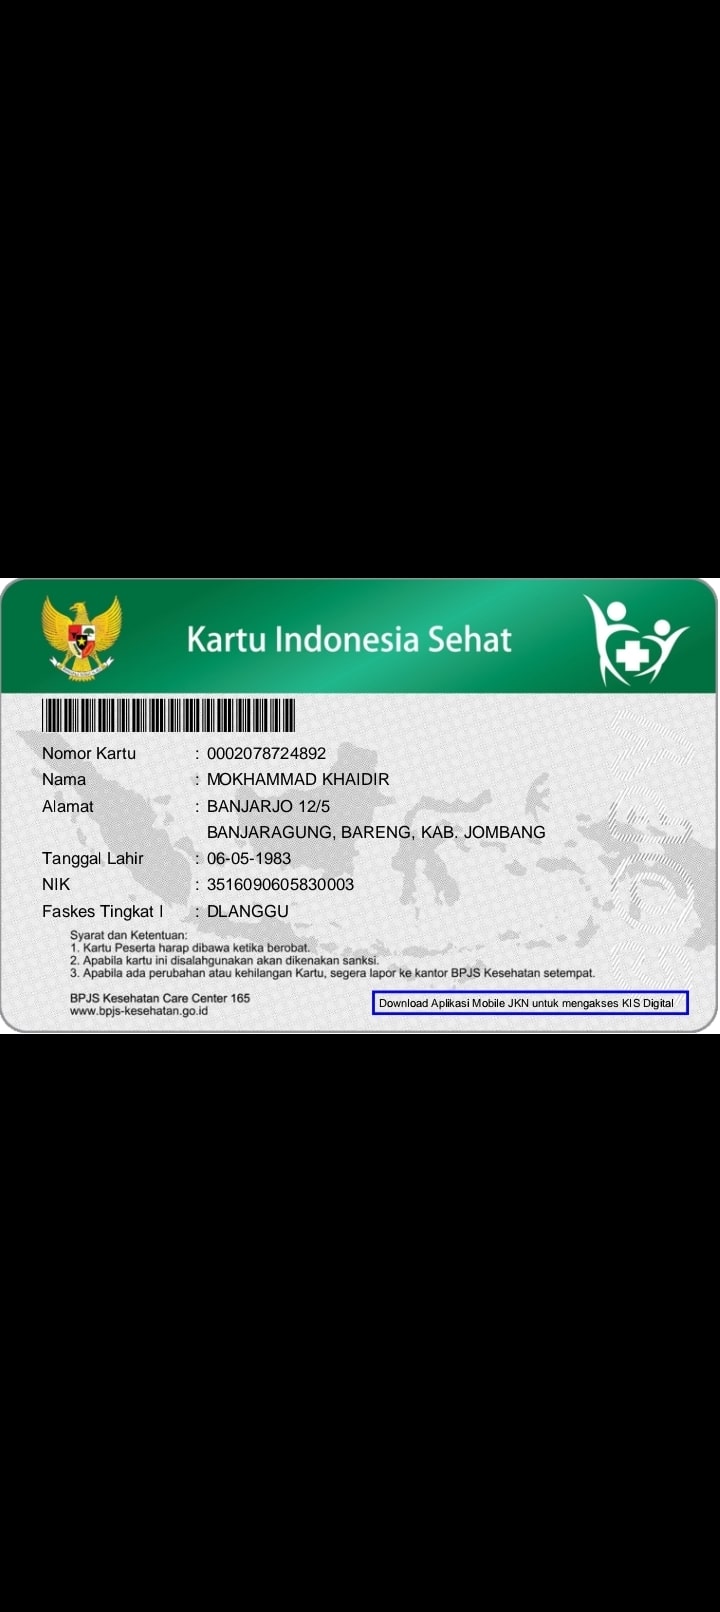 Kartu Indonesia Sehat
Nomor Kartu : 0002078724892
Nama : MOKHAMMAD KHAIDIR
Alamat : BANJARJO 12/5
BANJARAGUNG, BARENG, KAB. JOMBANG
Tanggal Lahir : 06-05-1983
NIK : 3516090605830003
Faskes Tingkat I : DLANGGU
Syarat dan Ketentuan:
1. Kartu Peserta harap dibawa ketika berobat.
2. Apabila kartu ini disalahgunakan akan dikenakan sanksi.
3. Apabila ada perubahan atau kehilangan Kartu, segera lapor ke kantor BPJS Kesehatan setempat.
BPJS Kesehatan Care Center 165
www.bpjs-kesehatan.go.id
Download Aplikasi Mobile JKN untuk mengakses KIS Digital